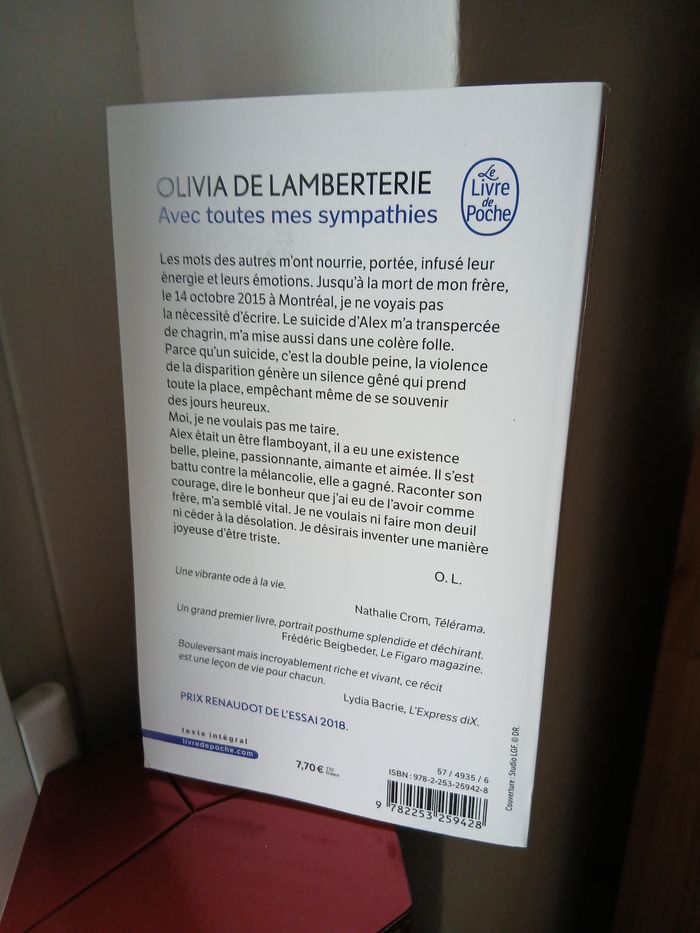 OLIVIA DE LAMBERTERIE
Avec toutes mes sympathies
Le
Livre
de
Poche
Les mots des autres m'ont nourrie, portée, infusé leur
énergie et leurs émotions. Jusqu'à la mort de mon frère,
le 14 octobre 2015 à Montréal, je ne voyais pas
la nécessité d'écrire. Le suicide d'Alex m'a transpercée
de chagrin, m'a mise aussi dans une colère folle.
Parce qu'un suicide, c'est la double peine, la violence
de la disparition génère un silence gêné qui prend
toute la place, empêchant même de se souvenir
des jours heureux.
Moi, je ne voulais pas me taire.
Alex était un être flamboyant, il a eu une existence
belle, pleine, passionnante, aimante et aimée. Il s'est
battu contre la mélancolie, elle a gagné. Raconter son
courage, dire le bonheur que j'ai eu de l'avoir comme
frère, m'a semblé vital. Je ne voulais ni faire mon deuil
ni céder à la désolation. Je désirais inventer une manière
joyeuse d'être triste.
O. L.
Une vibrante ode à la vie.
Nathalie Crom, Télérama.
Un grand premier livre, portrait posthume splendide et déchirant.
Frédéric Beigbeder, Le Figaro magazine.
Bouleversant mais incroyablement riche et vivant, ce récit
est une leçon de vie pour chacun.
Lydia Bacrie, L'Express diX.
PRIX RENAUDOT DE L'ESSAI 2018.
texte intégral
livredepoche.com
7,70 € TTC
France
57 / 4935 / 6
ISBN : 978-2-253-25942-8
9 782253 259428
Couverture : Studio LGF. © DR.